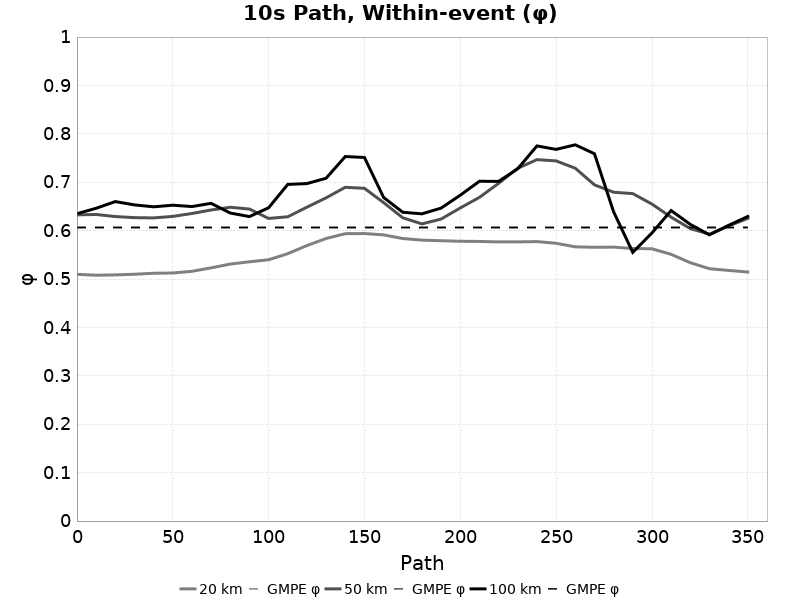 10s Path, Within-event (φ)
1
0.9
0.8
0.7
0.6
0.5
0.4
0.3
0.2
0.1
0
φ
0 50 100 150 200 250 300 350
Path
20 km GMPE φ 50 km GMPE φ 100 km GMPE φ